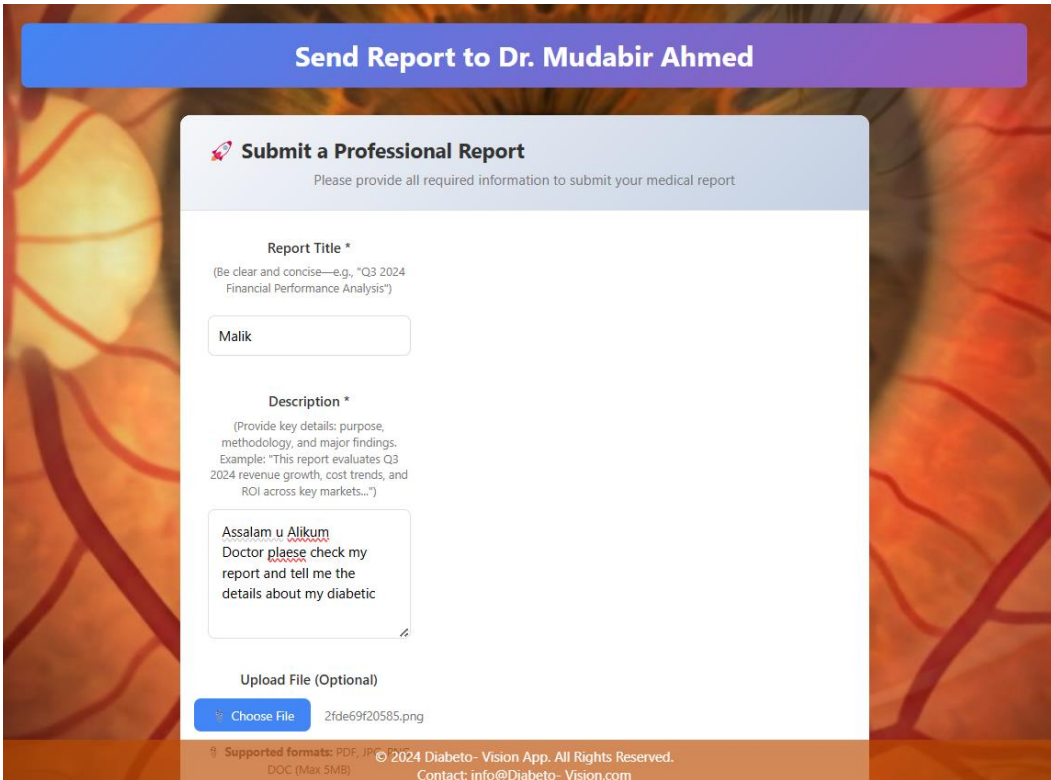 Send Report to Dr. Mudabir Ahmed
🚀 Submit a Professional Report
Please provide all required information to submit your medical report
Report Title *
(Be clear and concise—e.g., "Q3 2024
Financial Performance Analysis")
Malik
Description *
(Provide key details: purpose,
methodology, and major findings.
Example: "This report evaluates Q3
2024 revenue growth, cost trends, and
ROI across key markets...")
Assalam u Alikum
Doctor plaese check my
report and tell me the
details about my diabetic
Upload File (Optional)
Choose File 2fde69f20585.png
Supported formats: PDF, JPG, PNG,
DOC (Max 5MB)
© 2024 Diabeto- Vision App. All Rights Reserved.
Contact: info@Diabeto- Vision.com